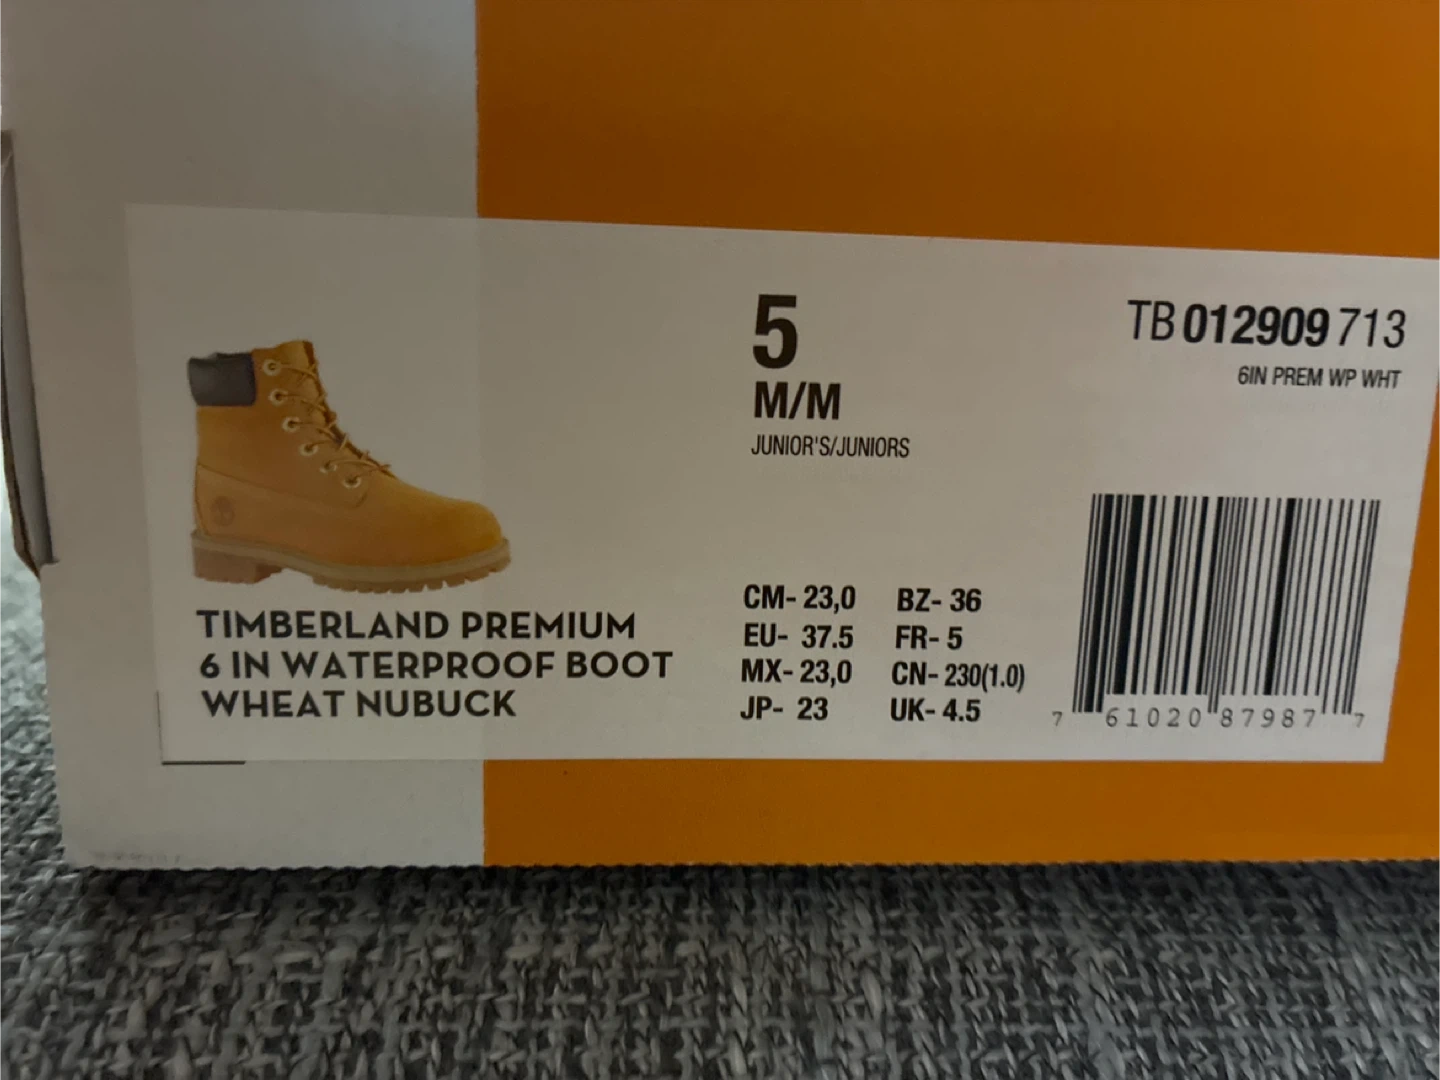 5
M/M
JUNIOR'S/JUNIORS
TB 012909 713
6IN PREM WP WHT
TIMBERLAND PREMIUM
6 IN WATERPROOF BOOT
WHEAT NUBUCK
CM- 23,0 BZ- 36
EU- 37.5 FR- 5
MX- 23,0 CN- 230(1.0)
JP- 23 UK- 4.5
7 61020 87987 7